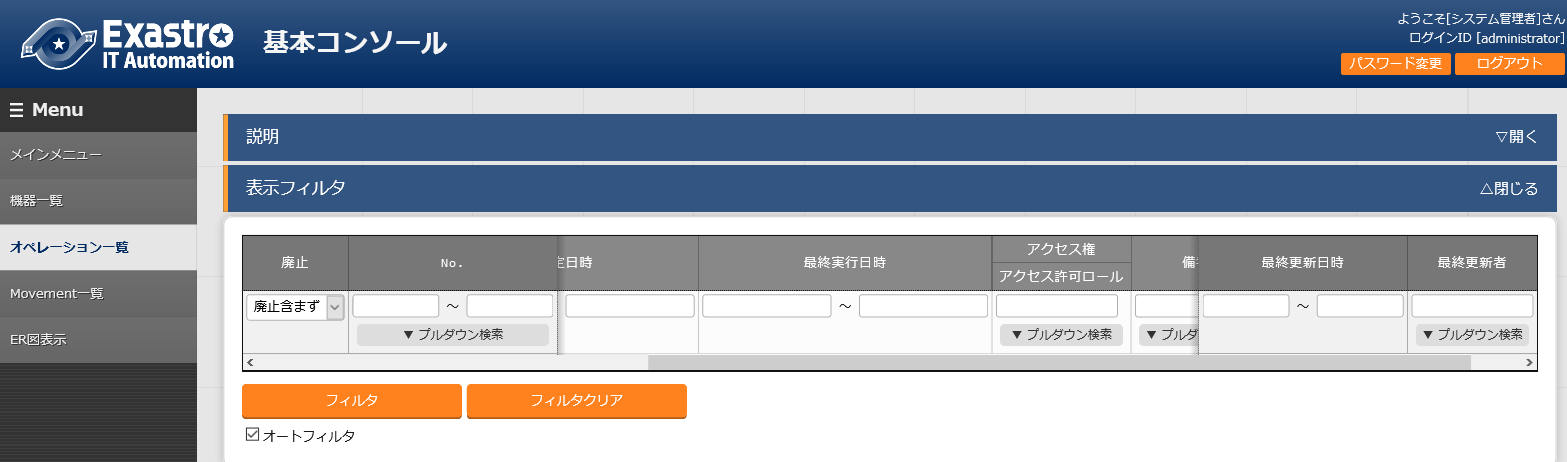 Exastro
IT Automation
基本コンソール
ようこそ[システム管理者]さん
ログインID [administrator]
パスワード変更 ログアウト
Menu
メインメニュー
機器一覧
オペレーション一覧
Movement一覧
ER図表示
説明 ▽開く
表示フィルタ △閉じる
廃止 No. 定日時 最終実行日時 アクセス権 備 最終更新日時 最終更新者
アクセス許可ロール
廃止含まず ～ ～ ～
▼ プルダウン検索 ▼ プルダウン検索 ▼ プルダ ▼ プルダウン検索
フィルタ フィルタクリア
オートフィルタ